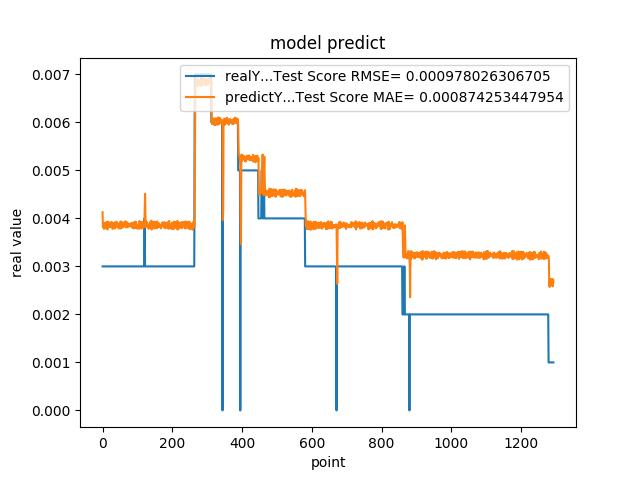 model predict
realY...Test Score RMSE= 0.000978026306705
predictY...Test Score MAE= 0.000874253447954
0.007
0.006
0.005
0.004
0.003
0.002
0.001
0.000
real value
0 200 400 600 800 1000 1200
point